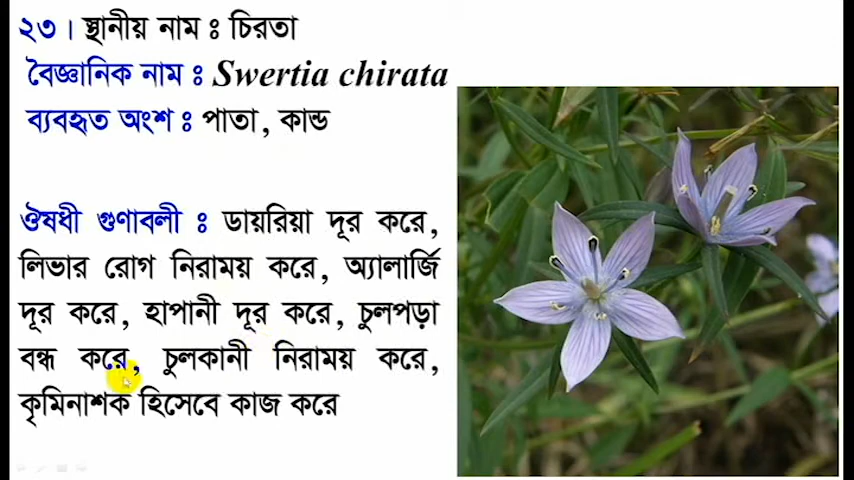 ২৩। স্থানীয় নাম ঃ চিরতা
বৈজ্ঞানিক নাম ঃ Swertia chirata
ব্যবহৃত অংশ ঃ পাতা, কান্ড
ঔষধী গুণাবলী ঃ ডায়রিয়া দূর করে,
লিভার রোগ নিরাময় করে, অ্যালার্জি
দূর করে, হাপানী দূর করে, চুলপড়া
বন্ধ করে, চুলকানী নিরাময় করে,
কৃমিনাশক হিসেবে কাজ করে